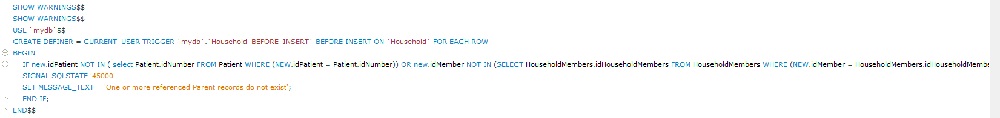 SHOW WARNINGS$$
SHOW WARNINGS$$
USE `mydb`$$
CREATE DEFINER = CURRENT_USER TRIGGER `mydb`.`Household_BEFORE_INSERT` BEFORE INSERT ON `Household` FOR EACH ROW
BEGIN
IF new.idPatient NOT IN ( select Patient.idNumber FROM Patient WHERE (NEW.idPatient = Patient.idNumber)) OR new.idMember NOT IN (SELECT HouseholdMembers.idHouseholdMembers FROM HouseholdMembers WHERE (NEW.idMember = HouseholdMembers.idHouseholdMembe
SIGNAL SQLSTATE '45000'
SET MESSAGE_TEXT = 'One or more referenced Parent records do not exist';
END IF;
END$$